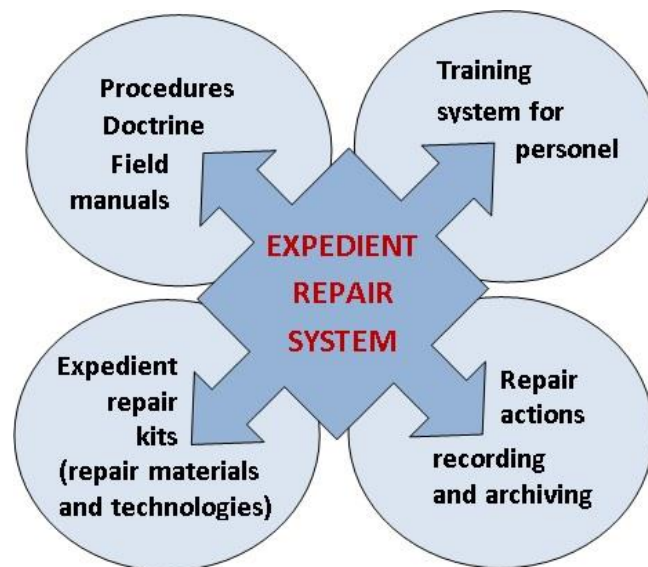 Procedures
Doctrine
Field
manuals
Training
system for
personel
EXPEDIENT
REPAIR
SYSTEM
Expedient
repair
kits
(repair materials
and technologies)
Repair
actions
recording
and archiving